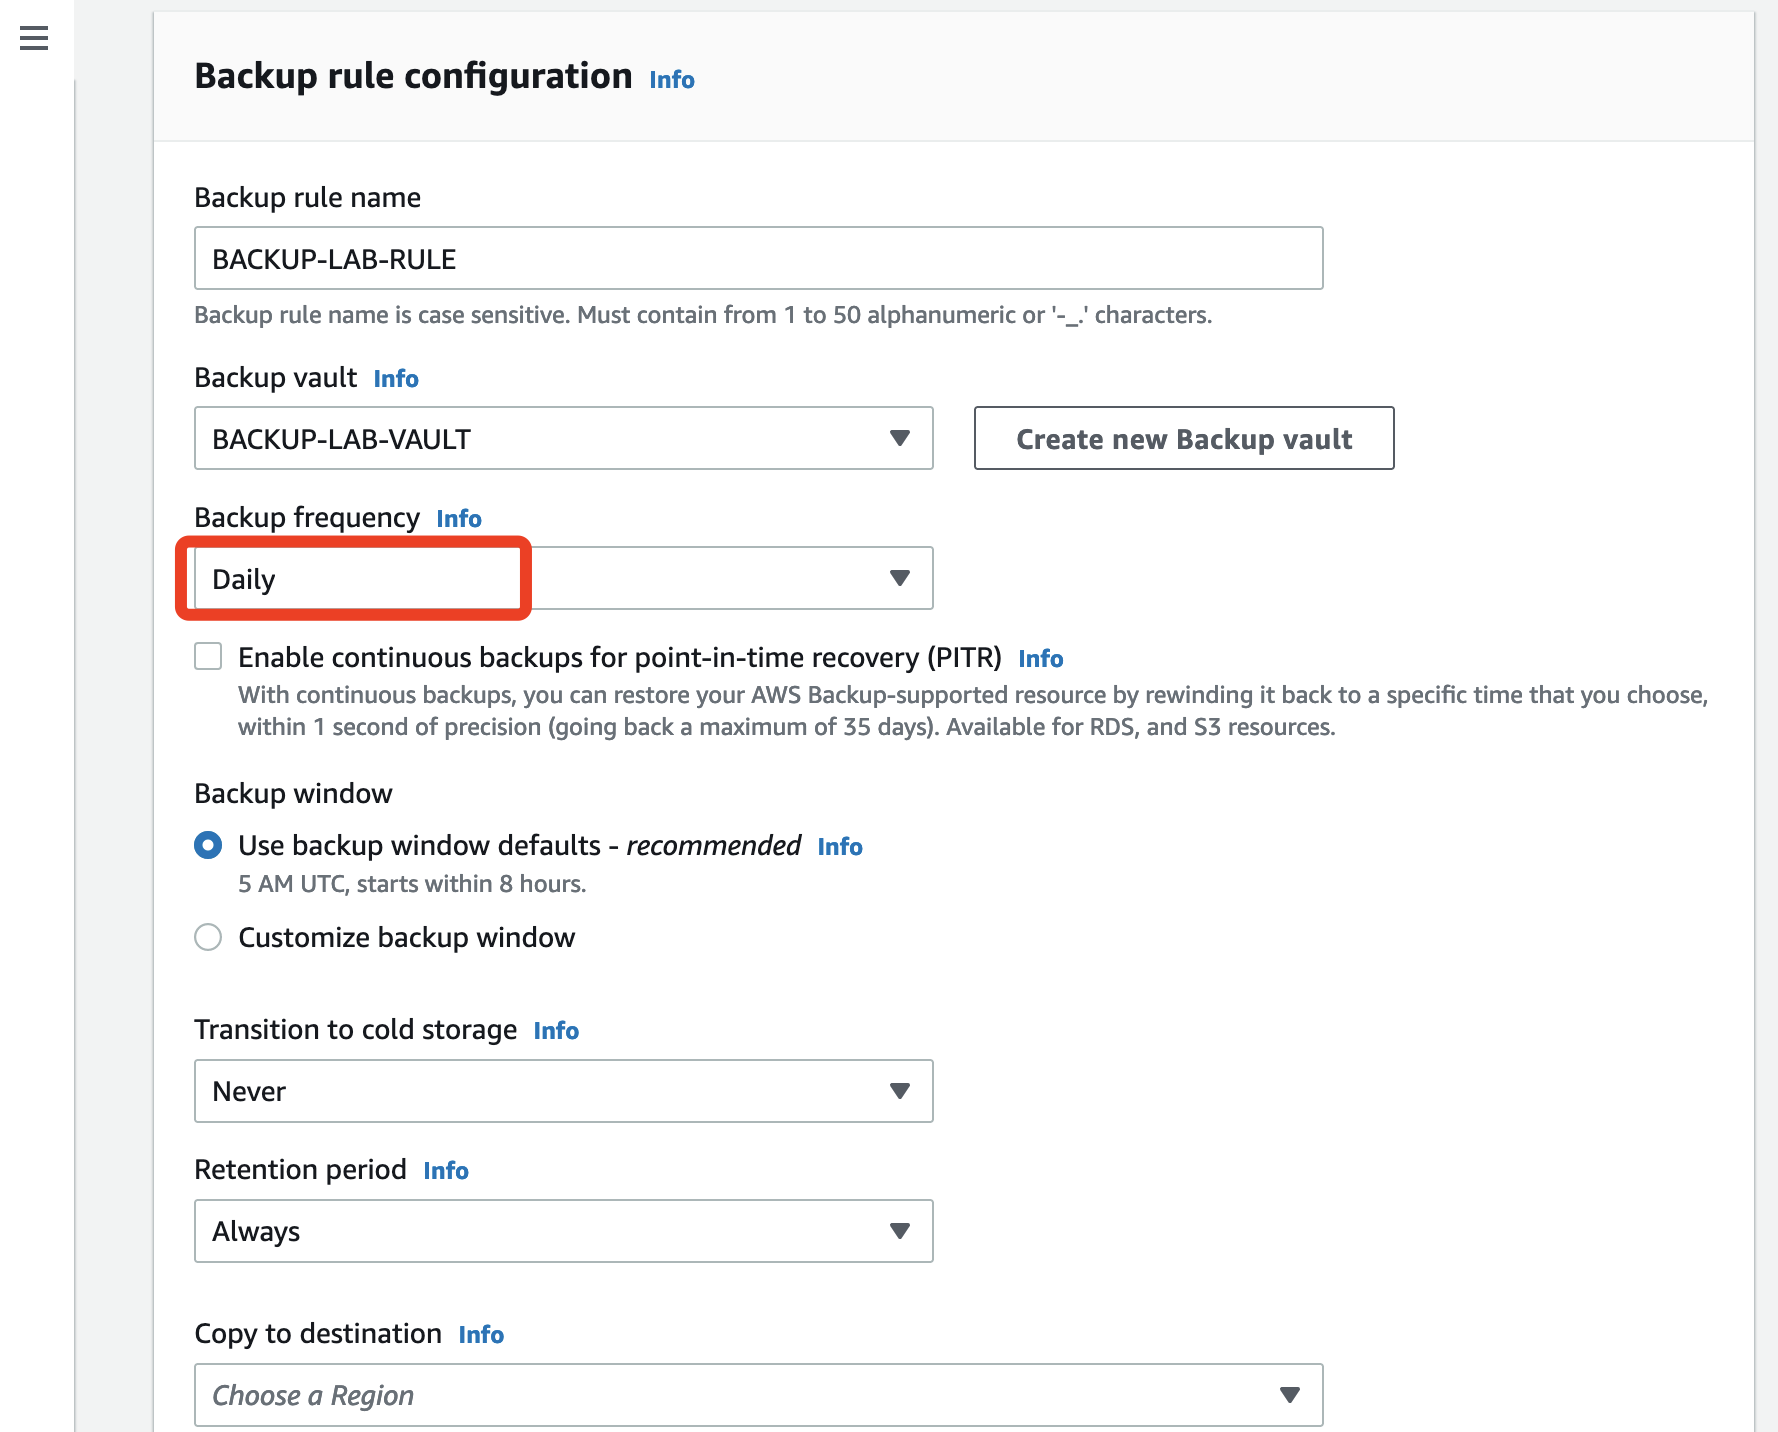 Backup rule configuration Info
Backup rule name
BACKUP-LAB-RULE
Backup rule name is case sensitive. Must contain from 1 to 50 alphanumeric or '-_.' characters.
Backup vault Info
BACKUP-LAB-VAULT
Create new Backup vault
Backup frequency Info
Daily
Enable continuous backups for point-in-time recovery (PITR) Info
With continuous backups, you can restore your AWS Backup-supported resource by rewinding it back to a specific time that you choose,
within 1 second of precision (going back a maximum of 35 days). Available for RDS, and S3 resources.
Backup window
Use backup window defaults - recommended Info
5 AM UTC, starts within 8 hours.
Customize backup window
Transition to cold storage Info
Never
Retention period Info
Always
Copy to destination Info
Choose a Region